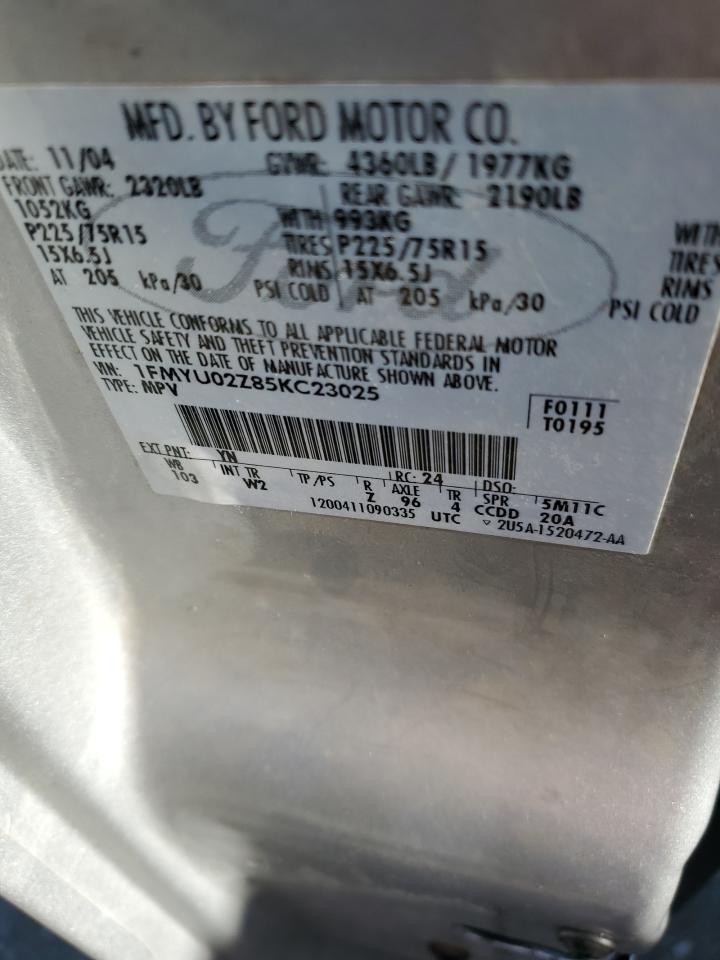 MFD. BY FORD MOTOR CO.
DATE: 11/04 GVWR: 4360LB/ 1977KG
FRONT GAWR: 2320LB REAR GAWR: 2190LB
1052KG WITH 993KG WITH
P225/75R15 TIRES P225/75R15 TIRES
15X6.5J RIMS 15X6.5J RIMS
AT 205 kPa/30 PSI COLD AT 205 kPa/30 PSI COLD
Ford
THIS VEHICLE CONFORMS TO ALL APPLICABLE FEDERAL MOTOR
VEHICLE SAFETY AND THEFT PREVENTION STANDARDS IN
EFFECT ON THE DATE OF MANUFACTURE SHOWN ABOVE.
VIN: 1FMYU02Z85KC23025
TYPE: MPV
F0111
T0195
EXT PNT: YN RC: 24 DSO:
WB INT TR TP/PS R AXLE TR SPR 5M11C
103 W2 Z 96 4 CCDD 20A
1200411090335 UTC ▽ 2U5A-1520472-AA